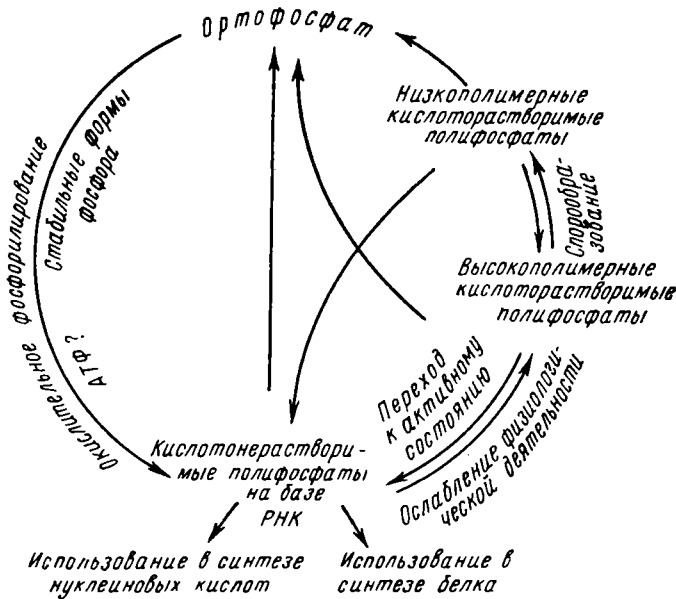 Ортофосфат
Низкополимерные
кислоторастворимые
полифосфаты
Окислительное фосфорилирование
Стабильные формы
фосфора
АТФ?
Спорообра-
зование
Высокополимерные
кислоторастворимые
полифосфаты
Переход
к активному
состоянию
Ослабление физиологи-
ческой деятельности
Кислотонераствори-
мые полифосфаты
на базе
РНК
Использование в синтезе
нуклеиновых кислот
Использование в
синтезе белка